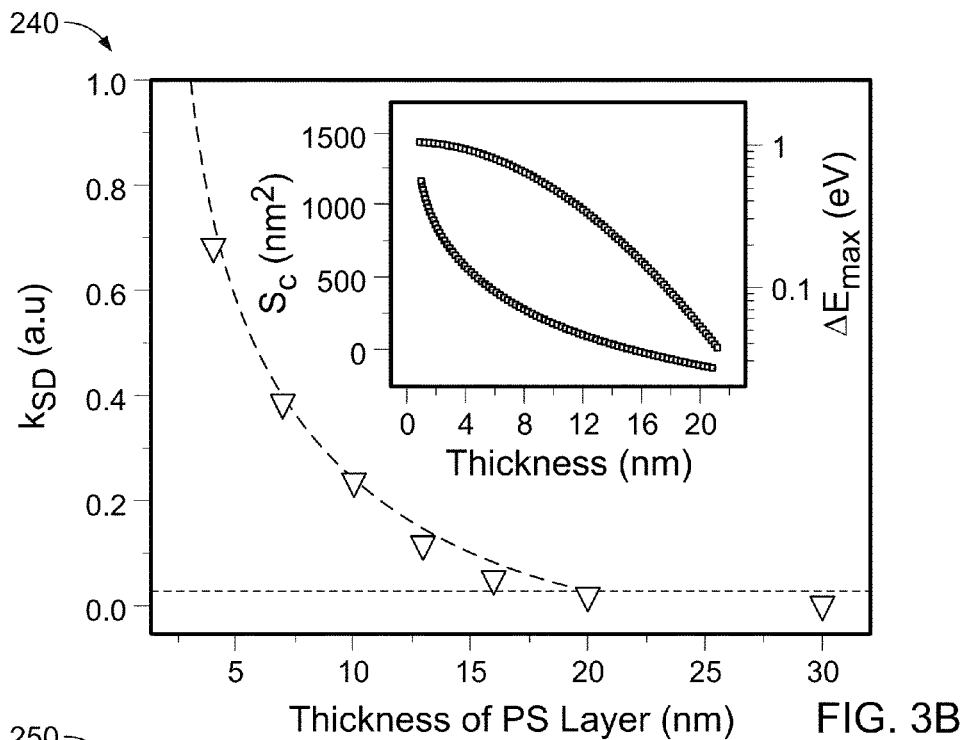 240
1.0
0.8
0.6
0.4
0.2
0.0
k_SD (a.u)
1500
1000
500
0
S_c (nm²)
1
0.1
ΔE_max (eV)
0 4 8 12 16 20
Thickness (nm)
5 10 15 20 25 30
Thickness of PS Layer (nm)
FIG. 3B
250